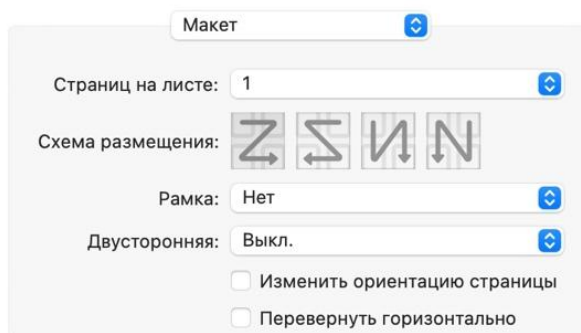 Макет
Страниц на листе: 1
Схема размещения:
Рамка: Нет
Двусторонняя: Выкл.
Изменить ориентацию страницы
Перевернуть горизонтально